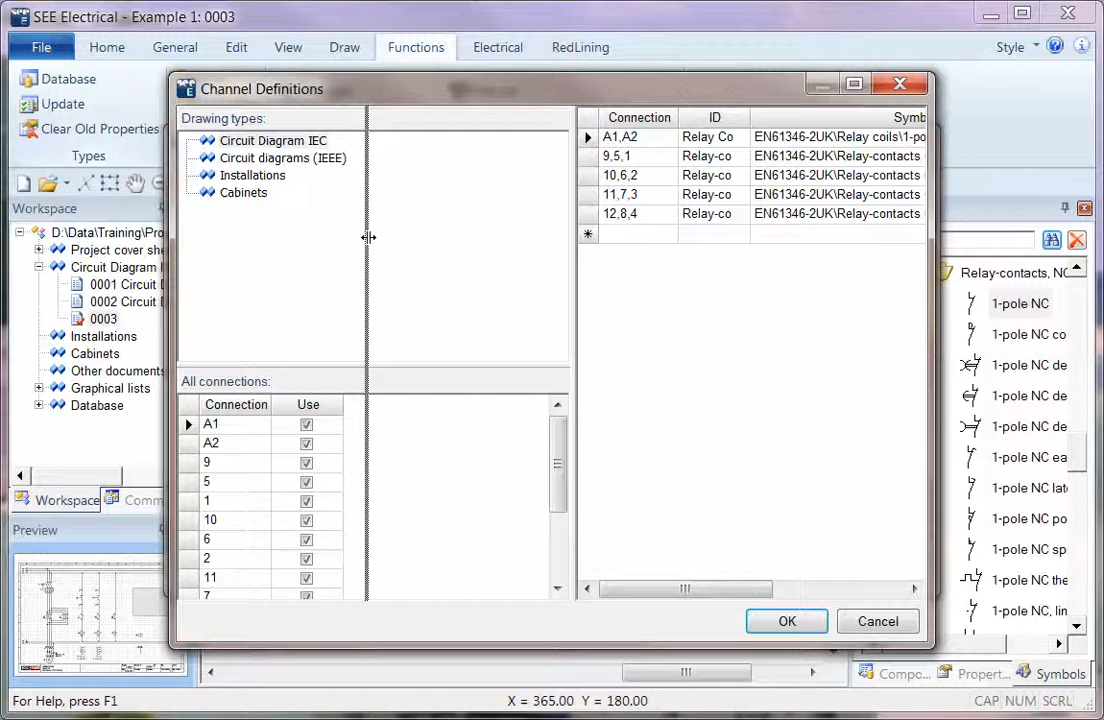 SEE Electrical - Example 1: 0003
File Home General Edit View Draw Functions Electrical RedLining Style
Database
Update
Clear Old Properties
Types
Workspace
D:\Data\Training\Pro
Project cover she
Circuit Diagram I
0001 Circuit D
0002 Circuit E
0003
Installations
Cabinets
Other documents
Graphical lists
Database
Workspace Comm
Preview
Channel Definitions
Drawing types:
Circuit Diagram IEC
Circuit diagrams (IEEE)
Installations
Cabinets
All connections:
Connection Use
A1
A2
9
5
1
10
6
2
11
7
Connection ID Symb
A1,A2 Relay Co EN61346-2UK\Relay coils\1-po
9,5,1 Relay-co EN61346-2UK\Relay-contacts
10,6,2 Relay-co EN61346-2UK\Relay-contacts
11,7,3 Relay-co EN61346-2UK\Relay-contacts
12,8,4 Relay-co EN61346-2UK\Relay-contacts
OK Cancel
Relay-contacts, NC
1-pole NC
1-pole NC co
1-pole NC de
1-pole NC de
1-pole NC de
1-pole NC ea
1-pole NC late
1-pole NC po
1-pole NC sp
1-pole NC the
1-pole NC, lim
Compo... Propert... Symbols
For Help, press F1 X = 365.00 Y = 180.00 CAP NUM SCRL